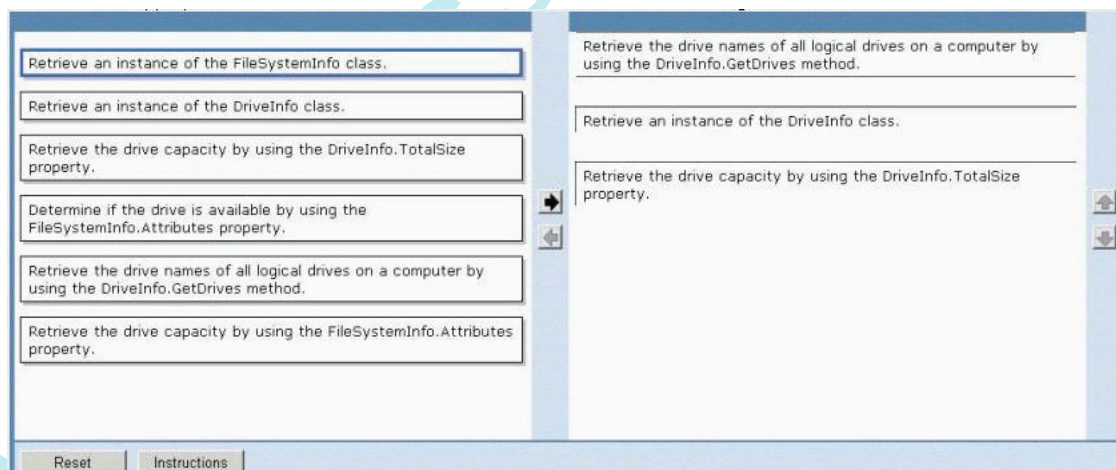 Retrieve an instance of the FileSystemInfo class.
Retrieve an instance of the DriveInfo class.
Retrieve the drive capacity by using the DriveInfo.TotalSize
property.
Determine if the drive is available by using the
FileSystemInfo.Attributes property.
Retrieve the drive names of all logical drives on a computer by
using the DriveInfo.GetDrives method.
Retrieve the drive capacity by using the FileSystemInfo.Attributes
property.
Retrieve the drive names of all logical drives on a computer by
using the DriveInfo.GetDrives method.
Retrieve an instance of the DriveInfo class.
Retrieve the drive capacity by using the DriveInfo.TotalSize
property.
Reset
Instructions